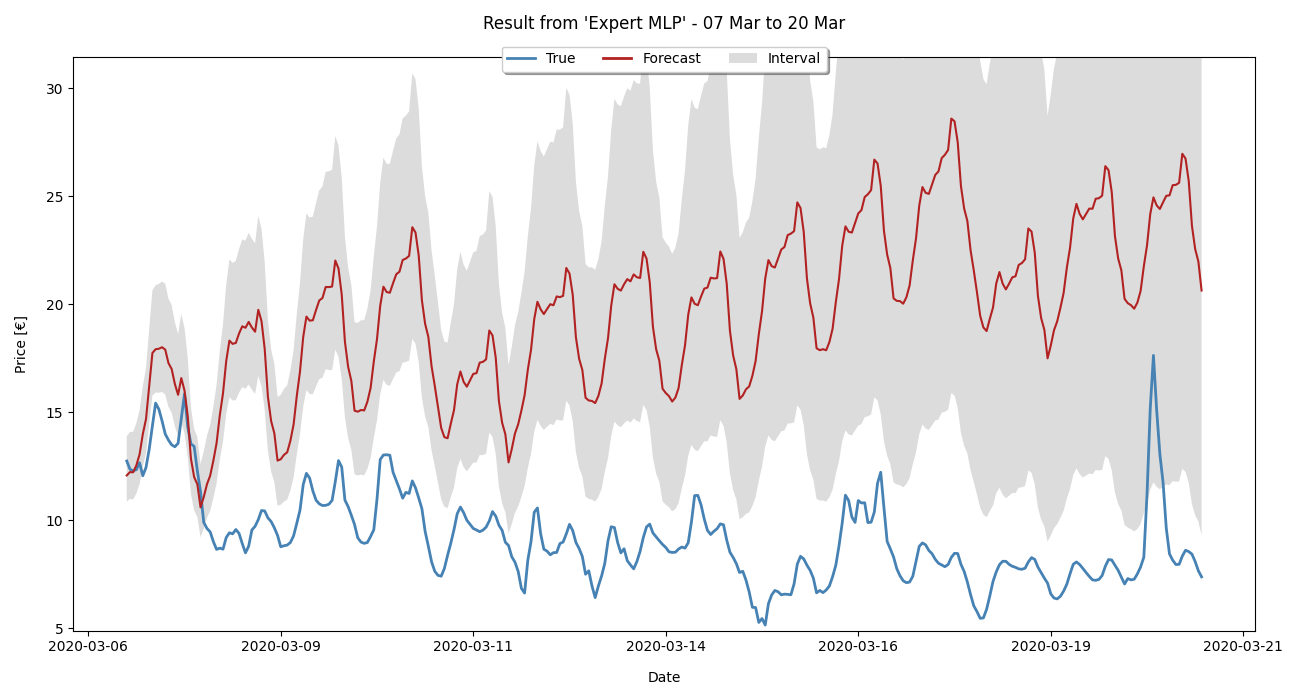 Result from 'Expert MLP' - 07 Mar to 20 Mar
True Forecast Interval
30
25
20
15
10
5
Price [€]
2020-03-06 2020-03-09 2020-03-11 2020-03-14 2020-03-16 2020-03-19 2020-03-21
Date